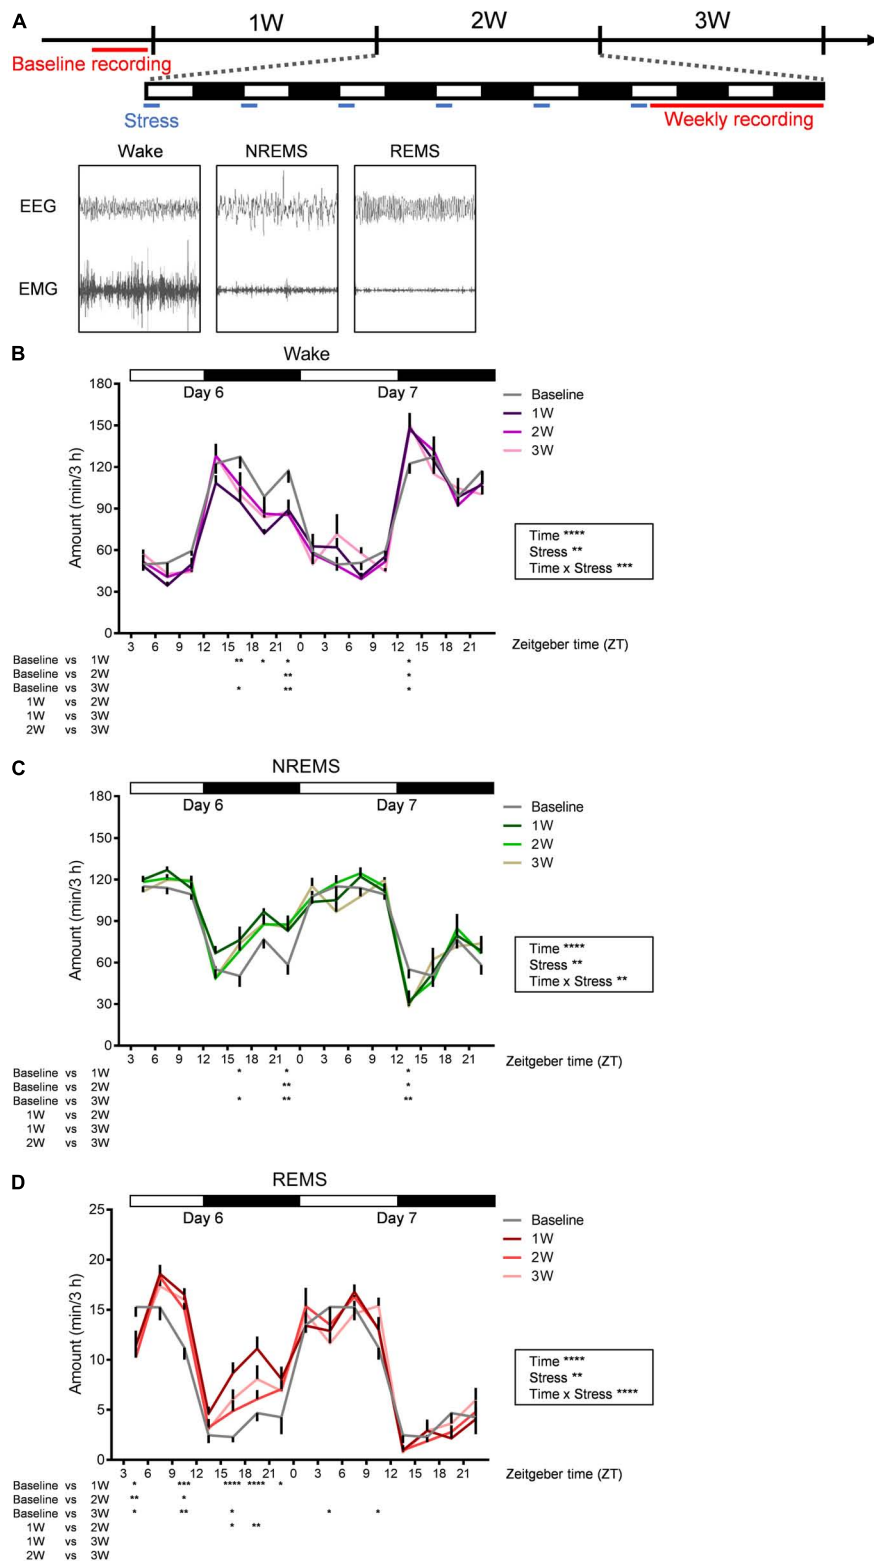 A
1W 2W 3W
Baseline recording
Stress
Weekly recording
Wake NREMS REMS
EEG
EMG
B
Wake
Day 6 Day 7
180
150
120
90
60
30
0
Amount (min/3 h)
3 6 9 12 15 18 21 0 3 6 9 12 15 18 21
Zeitgeber time (ZT)
Baseline
1W
2W
3W
Time ****
Stress **
Time x Stress ***
Baseline vs 1W ** * * *
Baseline vs 2W ** *
Baseline vs 3W * ** *
1W vs 2W
1W vs 3W
2W vs 3W
C
NREMS
Day 6 Day 7
180
150
120
90
60
30
0
Amount (min/3 h)
3 6 9 12 15 18 21 0 3 6 9 12 15 18 21
Zeitgeber time (ZT)
Baseline
1W
2W
3W
Time ****
Stress **
Time x Stress **
Baseline vs 1W * * *
Baseline vs 2W ** *
Baseline vs 3W * ** **
1W vs 2W
1W vs 3W
2W vs 3W
D
REMS
Day 6 Day 7
25
20
15
10
5
0
Amount (min/3 h)
3 6 9 12 15 18 21 0 3 6 9 12 15 18 21
Zeitgeber time (ZT)
Baseline
1W
2W
3W
Time ****
Stress **
Time x Stress ****
Baseline vs 1W * *** **** **** *
Baseline vs 2W ** *
Baseline vs 3W * ** * * *
1W vs 2W * **
1W vs 3W
2W vs 3W